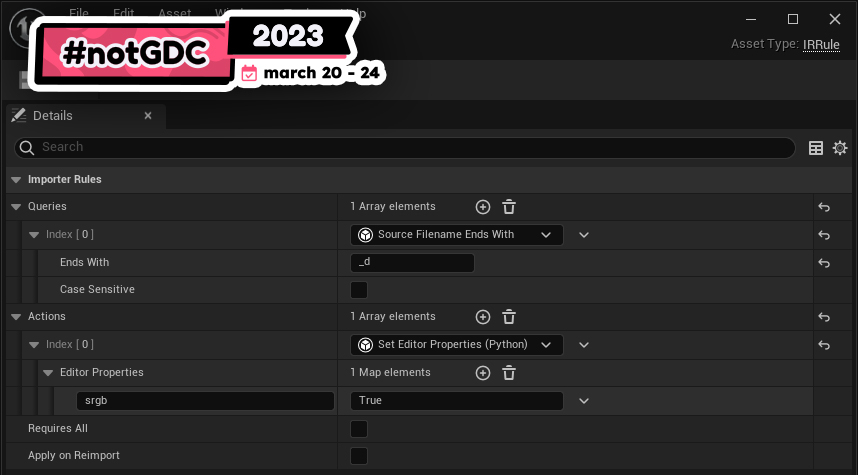 File Edit Asset Help
#notGDC
2023
march 20 - 24
Asset Type: IRRule
Details
Search
Importer Rules
Queries 1 Array elements
Index [ 0 ] Source Filename Ends With
Ends With _d
Case Sensitive
Actions 1 Array elements
Index [ 0 ] Set Editor Properties (Python)
Editor Properties 1 Map elements
srgb True
Requires All
Apply on Reimport